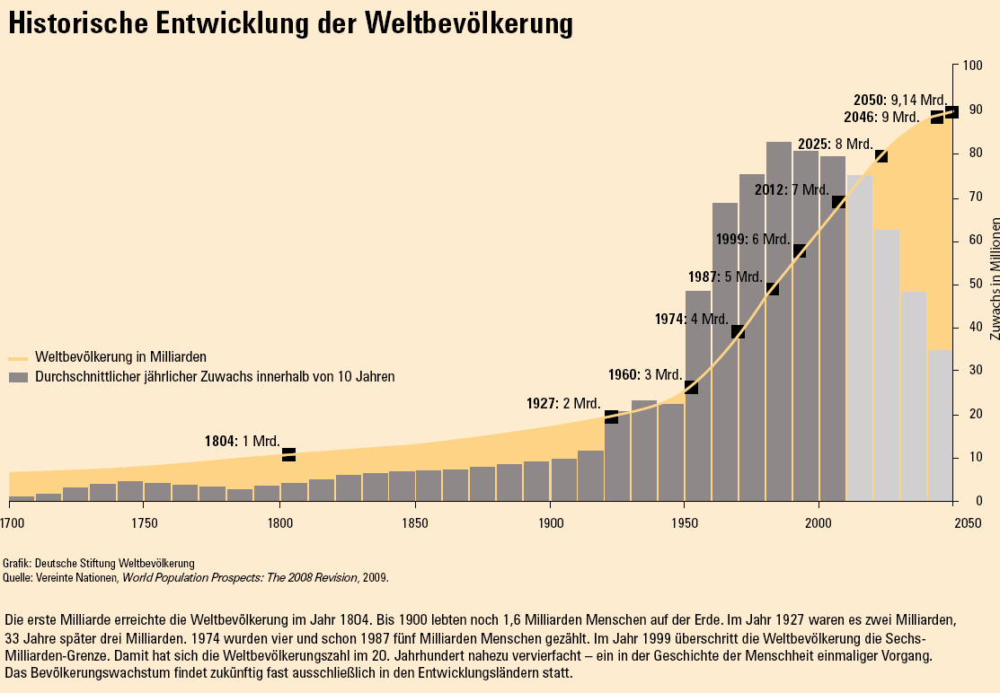 Historische Entwicklung der Weltbevölkerung
100
2050: 9,14 Mrd.
90
2046: 9 Mrd.
2025: 8 Mrd.
80
2012: 7 Mrd.
70
1999: 6 Mrd.
60
1987: 5 Mrd.
50
1974: 4 Mrd.
40
Zuwachs in Millionen
Weltbevölkerung in Milliarden
Durchschnittlicher jährlicher Zuwachs innerhalb von 10 Jahren
1960: 3 Mrd.
30
1927: 2 Mrd.
20
1804: 1 Mrd.
10
0
1700 1750 1800 1850 1900 1950 2000 2050
Grafik: Deutsche Stiftung Weltbevölkerung
Quelle: Vereinte Nationen, World Population Prospects: The 2008 Revision, 2009.
Die erste Milliarde erreichte die Weltbevölkerung im Jahr 1804. Bis 1900 lebten noch 1,6 Milliarden Menschen auf der Erde. Im Jahr 1927 waren es zwei Milliarden,
33 Jahre später drei Milliarden. 1974 wurden vier und schon 1987 fünf Milliarden Menschen gezählt. Im Jahr 1999 überschritt die Weltbevölkerung die Sechs-
Milliarden-Grenze. Damit hat sich die Weltbevölkerungszahl im 20. Jahrhundert nahezu vervierfacht – ein in der Geschichte der Menschheit einmaliger Vorgang.
Das Bevölkerungswachstum findet zukünftig fast ausschließlich in den Entwicklungsländern statt.